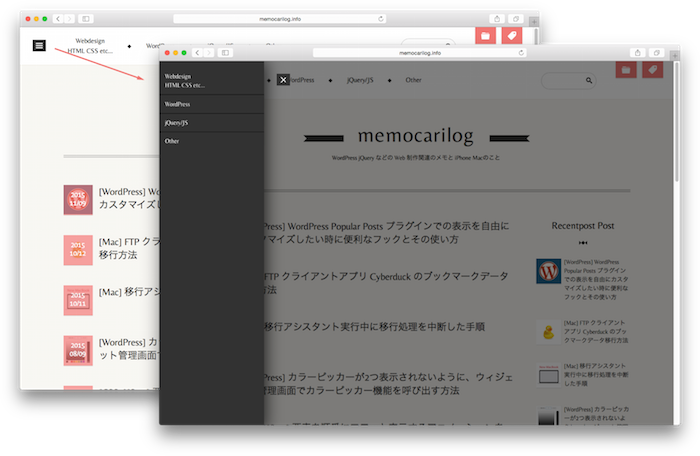 memocarilog.info
Webdesign
HTML CSS etc...
2015
11/09
[WordPress]
カスタマイズし
2015
10/12
[Mac] FTP クラ
移行方法
2015
10/11
[Mac] 移行アシ
2015
08/09
[WordPress] カ
ット管理画面で
memocarilog.info
Webdesign
HTML CSS etc...
WordPress
jQuery/JS
Other
WordPress
jQuery/JS
Other
memocarilog
WordPress jQuery などの Web 制作関連のメモと iPhone Macのこと
ss] WordPress Popular Posts プラグインでの表示を自由に
マイズしたい時に便利なフックとその使い方
FTP クライアントアプリ Cyberduck のブックマークデータ
方法
移行アシスタント実行中に移行処理を中断した手順
ress] カラーピッカーが2つ表示されないように、ウィジェ
管理画面でカラーピッカー機能を呼び出す方法
Recentpost Post
[WordPress] WordPress
Popular Posts プラグイン
での表示を自由にカスタ
マイズしたい時に便利な
フックとその使い方
[Mac] FTP クライアント
アプリ Cyberduck のブッ
クマークデータ移行方法
[Mac] 移行アシスタント
実行中に移行処理を中断
した手順
[WordPress] カラーピッカ
ーが2つ表示されないよ